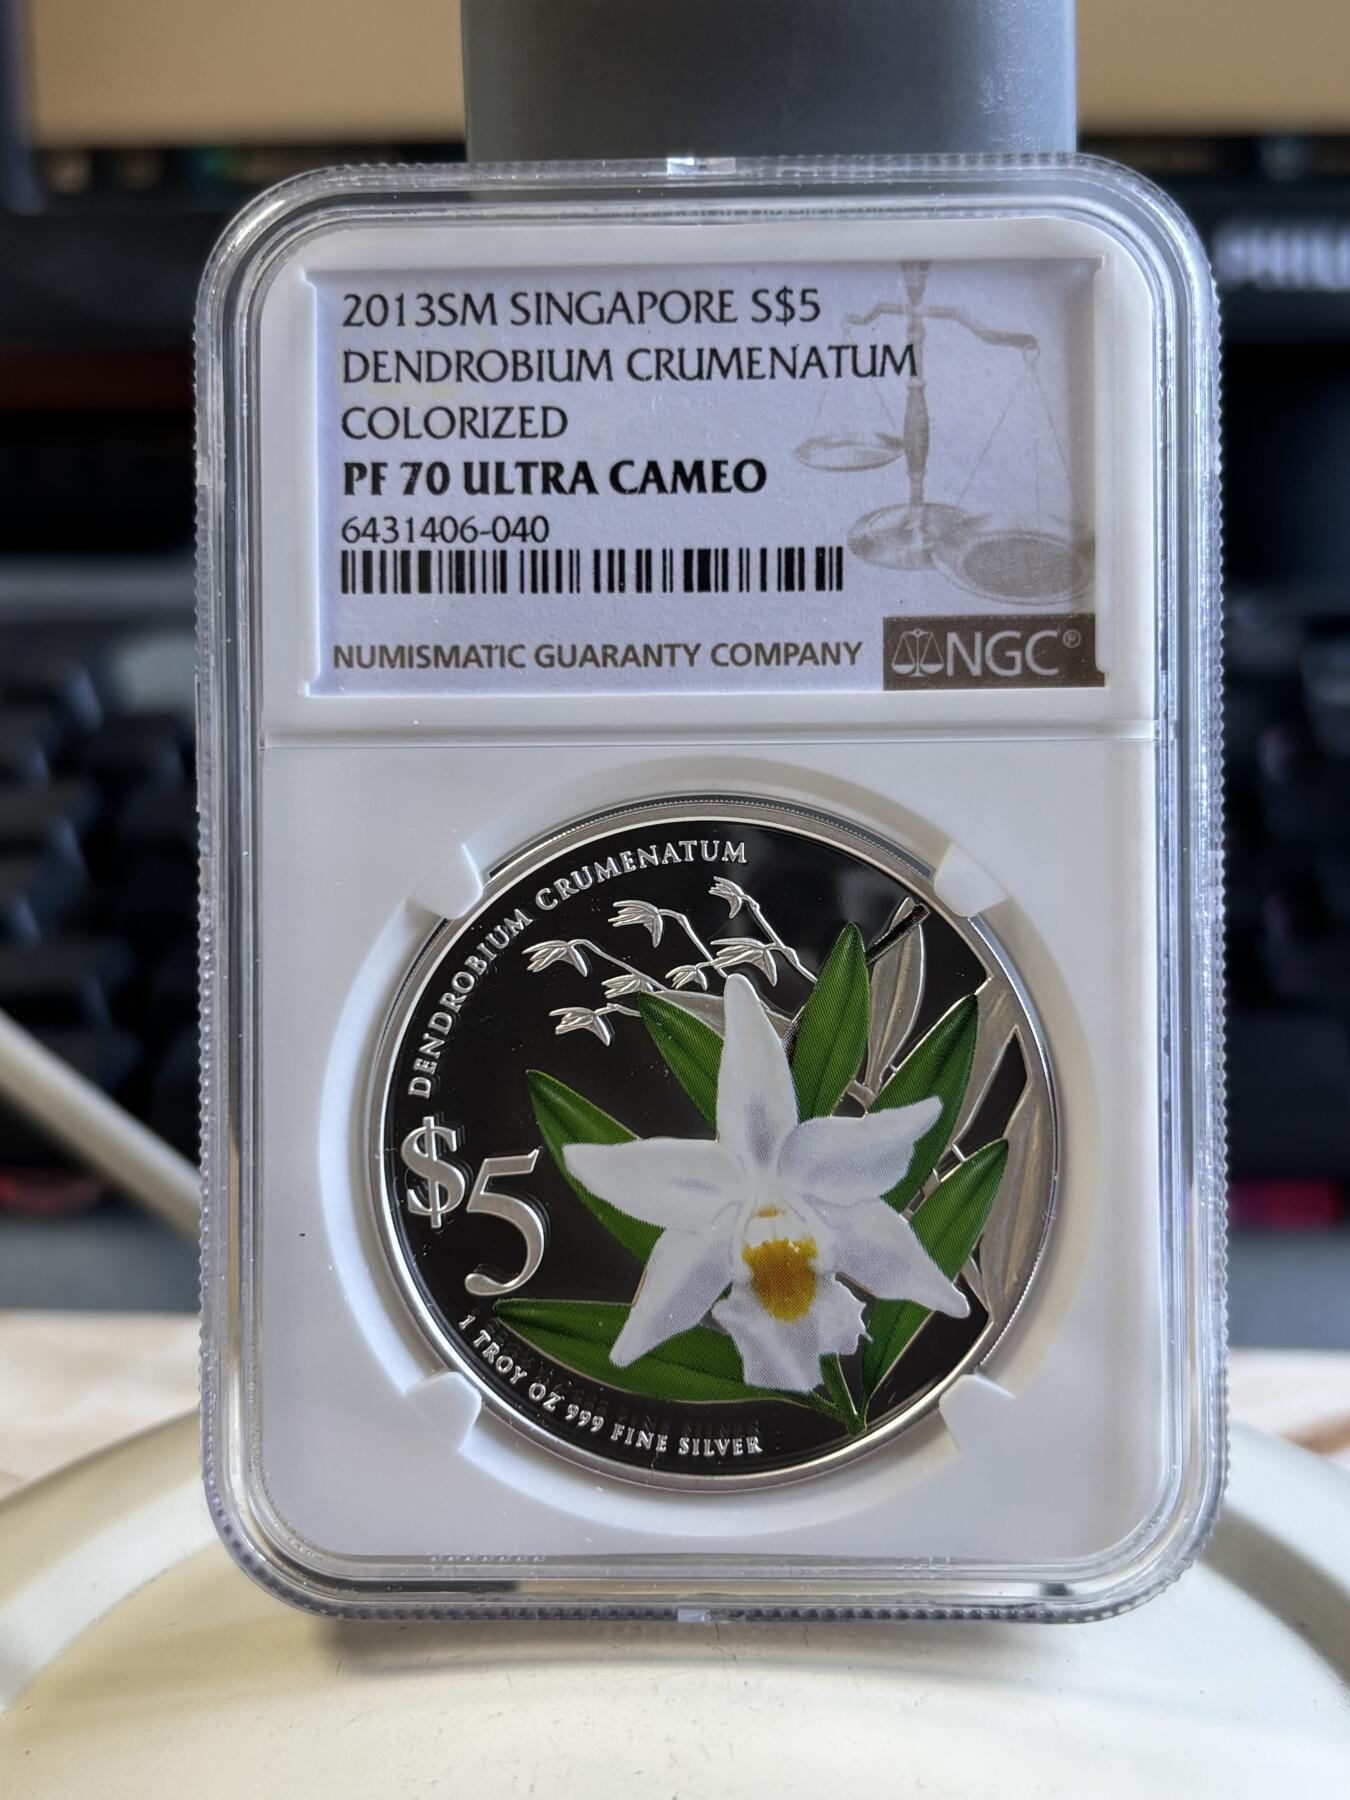 2013SM SINGAPORE S$5
DENDROBIUM CRUMENATUM
COLORIZED
PF 70 ULTRA CAMEO
6431406-040
NUMISMATIC GUARANTY COMPANY NGC®
DENDROBIUM CRUMENATUM
$5
1 TROY OZ 999 FINE SILVER